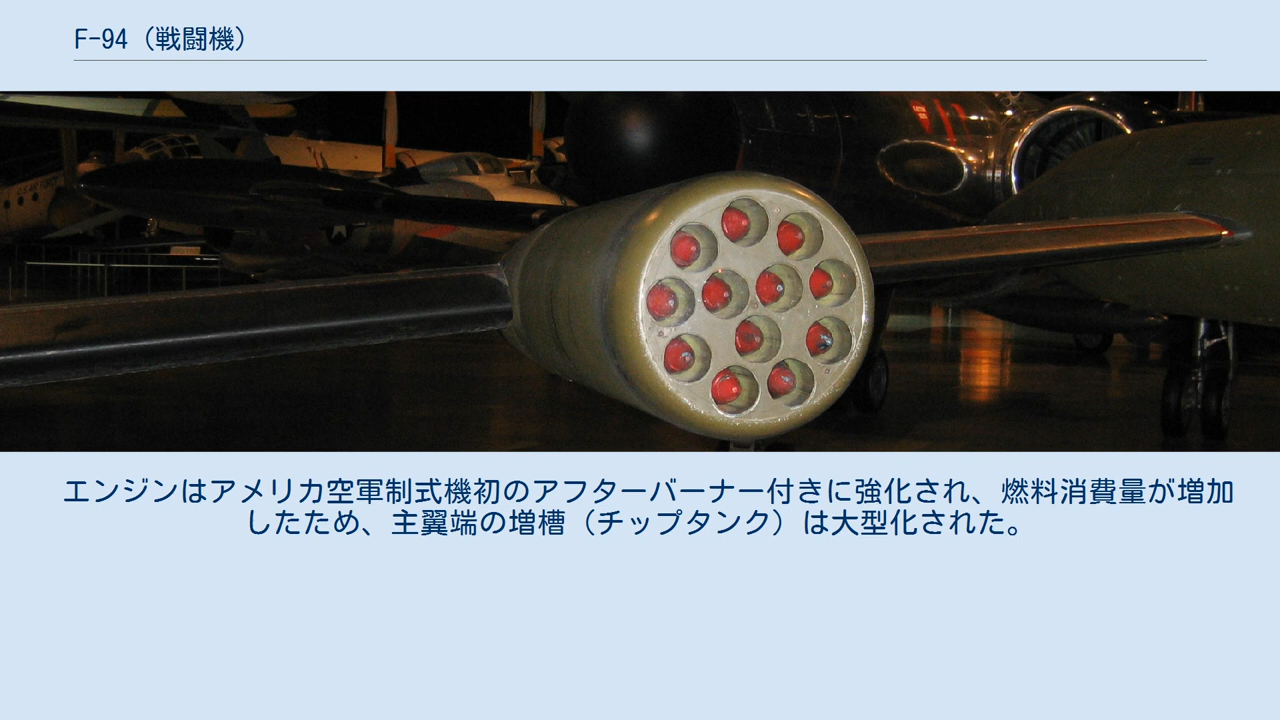 F-94（戦闘機）
エンジンはアメリカ空軍制式機初のアフターバーナー付きに強化され、燃料消費量が増加
したため、主翼端の増槽（チップタンク）は大型化された。